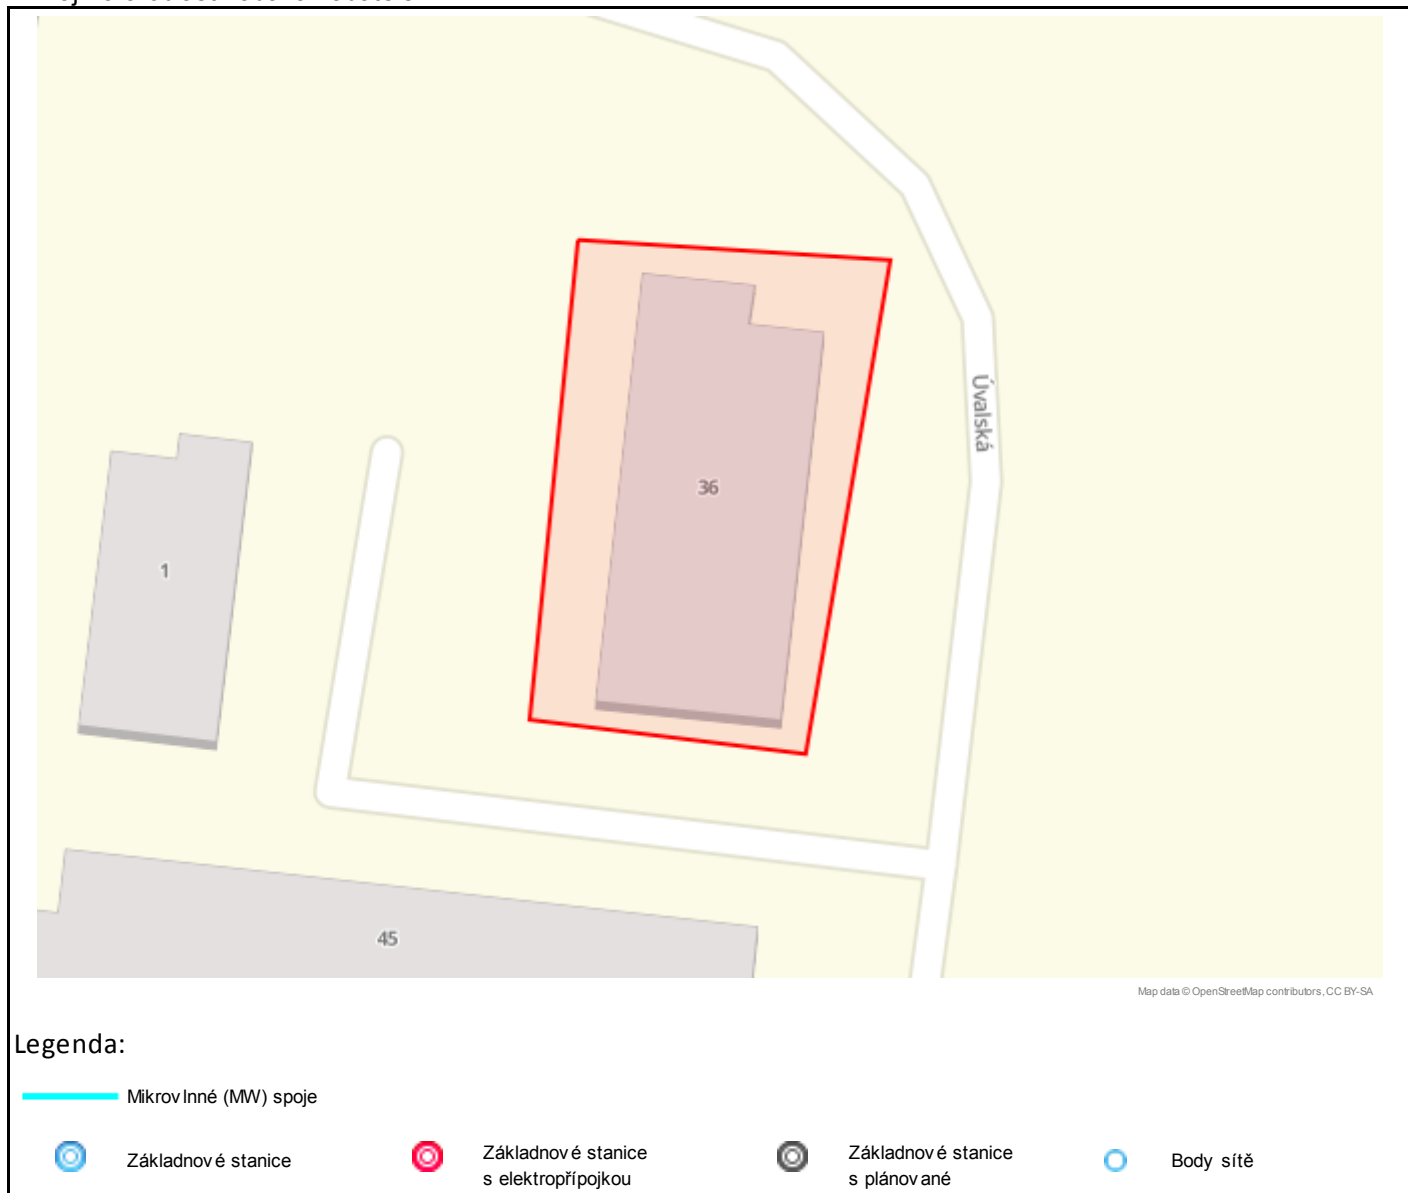 Úvalská
36
1
45
Map data © OpenStreetMap contributors, CC BY-SA
Legenda:
Mikrovlnné (MW) spoje
Základnové stanice
Základnové stanice
s elektropřípojkou
Základnové stanice
s plánované
Body sítě